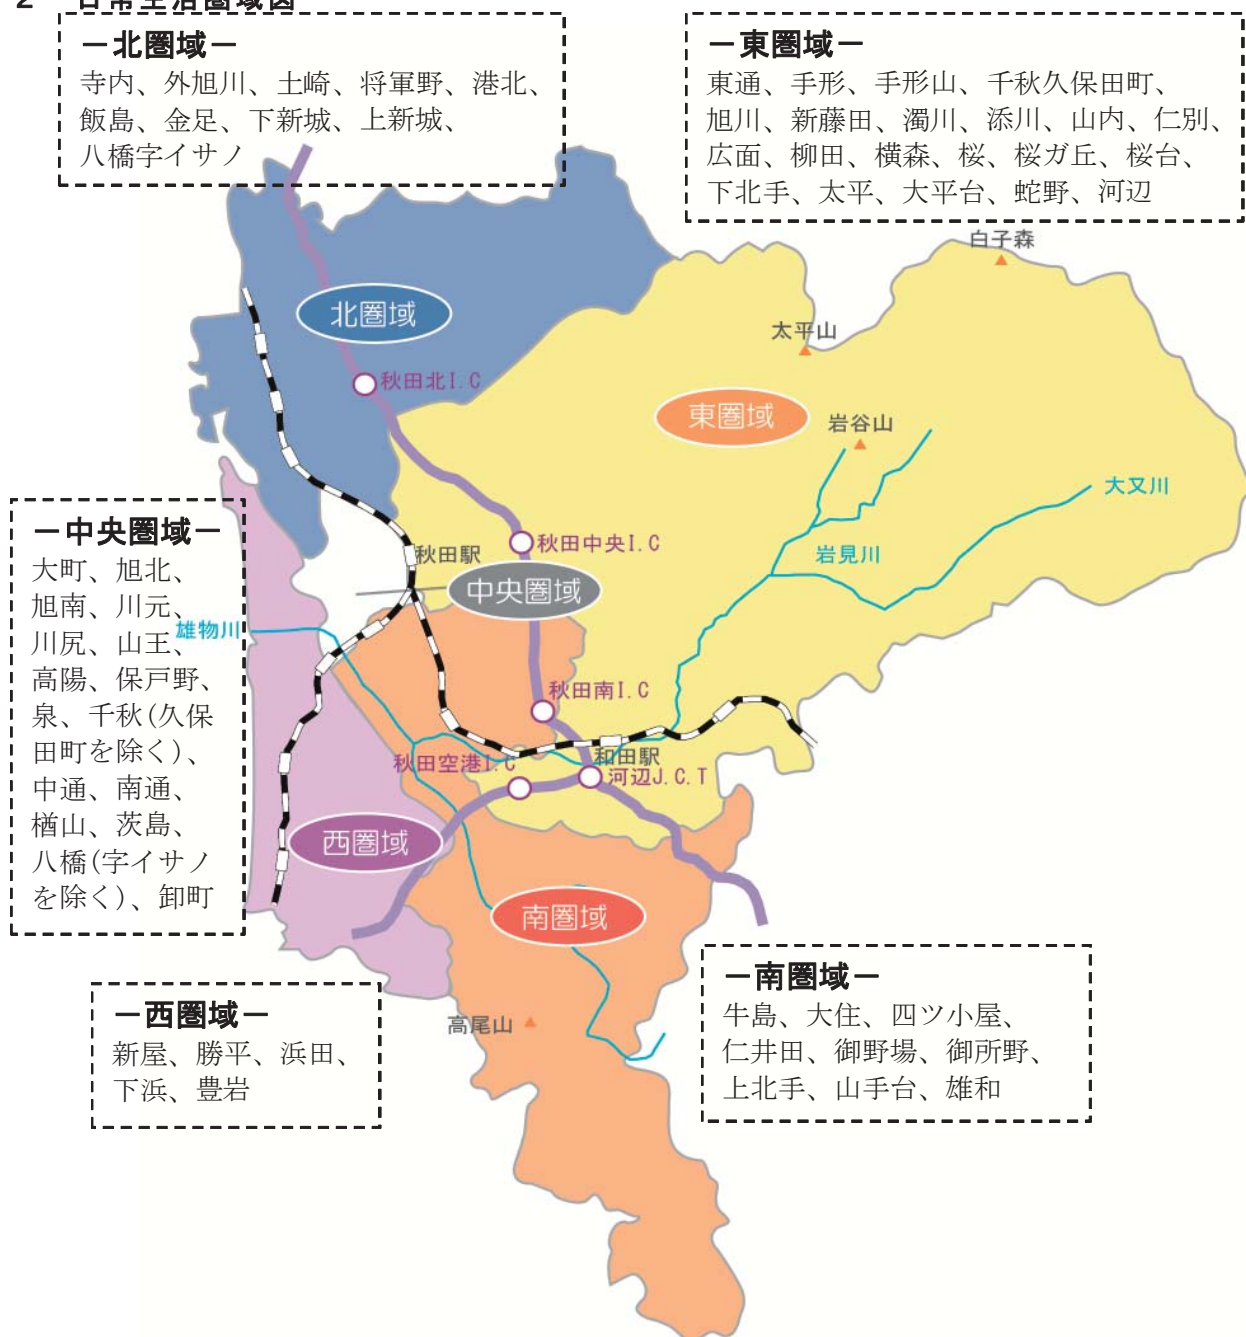 2 日常生活圏域図
－北圏域－
寺内、外旭川、土崎、将軍野、港北、
飯島、金足、下新城、上新城、
八橋字イサノ
－東圏域－
東通、手形、手形山、千秋久保田町、
旭川、新藤田、濁川、添川、山内、仁別、
広面、柳田、横森、桜、桜ガ丘、桜台、
下北手、太平、大平台、蛇野、河辺
白子森
北圏域
太平山
秋田北I.C
東圏域
岩谷山
大又川
－中央圏域－
大町、旭北、
旭南、川元、
川尻、山王、
高陽、保戸野、
泉、千秋(久保
田町を除く)、
中通、南通、
楢山、茨島、
八橋(字イサノ
を除く)、卸町
秋田駅
秋田中央I.C
岩見川
中央圏域
雄物川
秋田南I.C
和田駅
秋田空港I.C
河辺J.C.T
西圏域
南圏域
－西圏域－
新屋、勝平、浜田、
下浜、豊岩
高尾山
－南圏域－
牛島、大住、四ツ小屋、
仁井田、御野場、御所野、
上北手、山手台、雄和